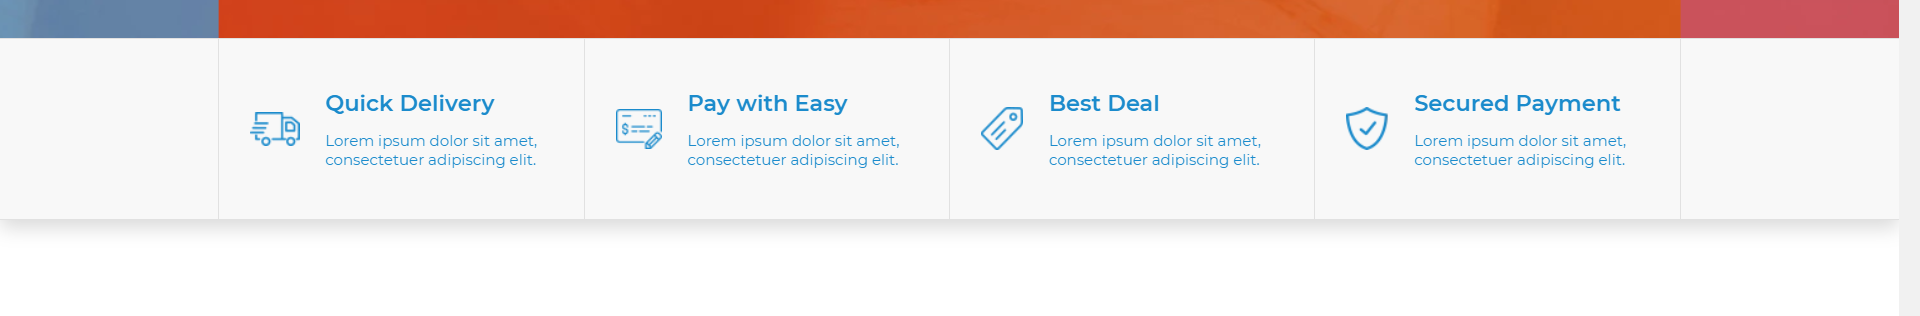 Quick Delivery
Lorem ipsum dolor sit amet,
consectetuer adipiscing elit.
$
Pay with Easy
Lorem ipsum dolor sit amet,
consectetuer adipiscing elit.
Best Deal
Lorem ipsum dolor sit amet,
consectetuer adipiscing elit.
Secured Payment
Lorem ipsum dolor sit amet,
consectetuer adipiscing elit.